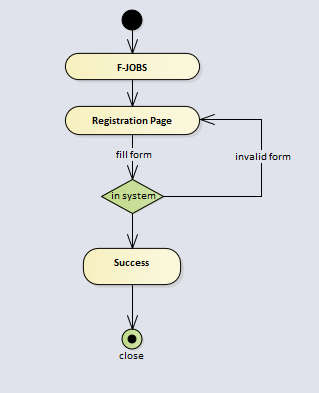 F-JOBS
Registration Page
fill form
invalid form
in system
Success
close